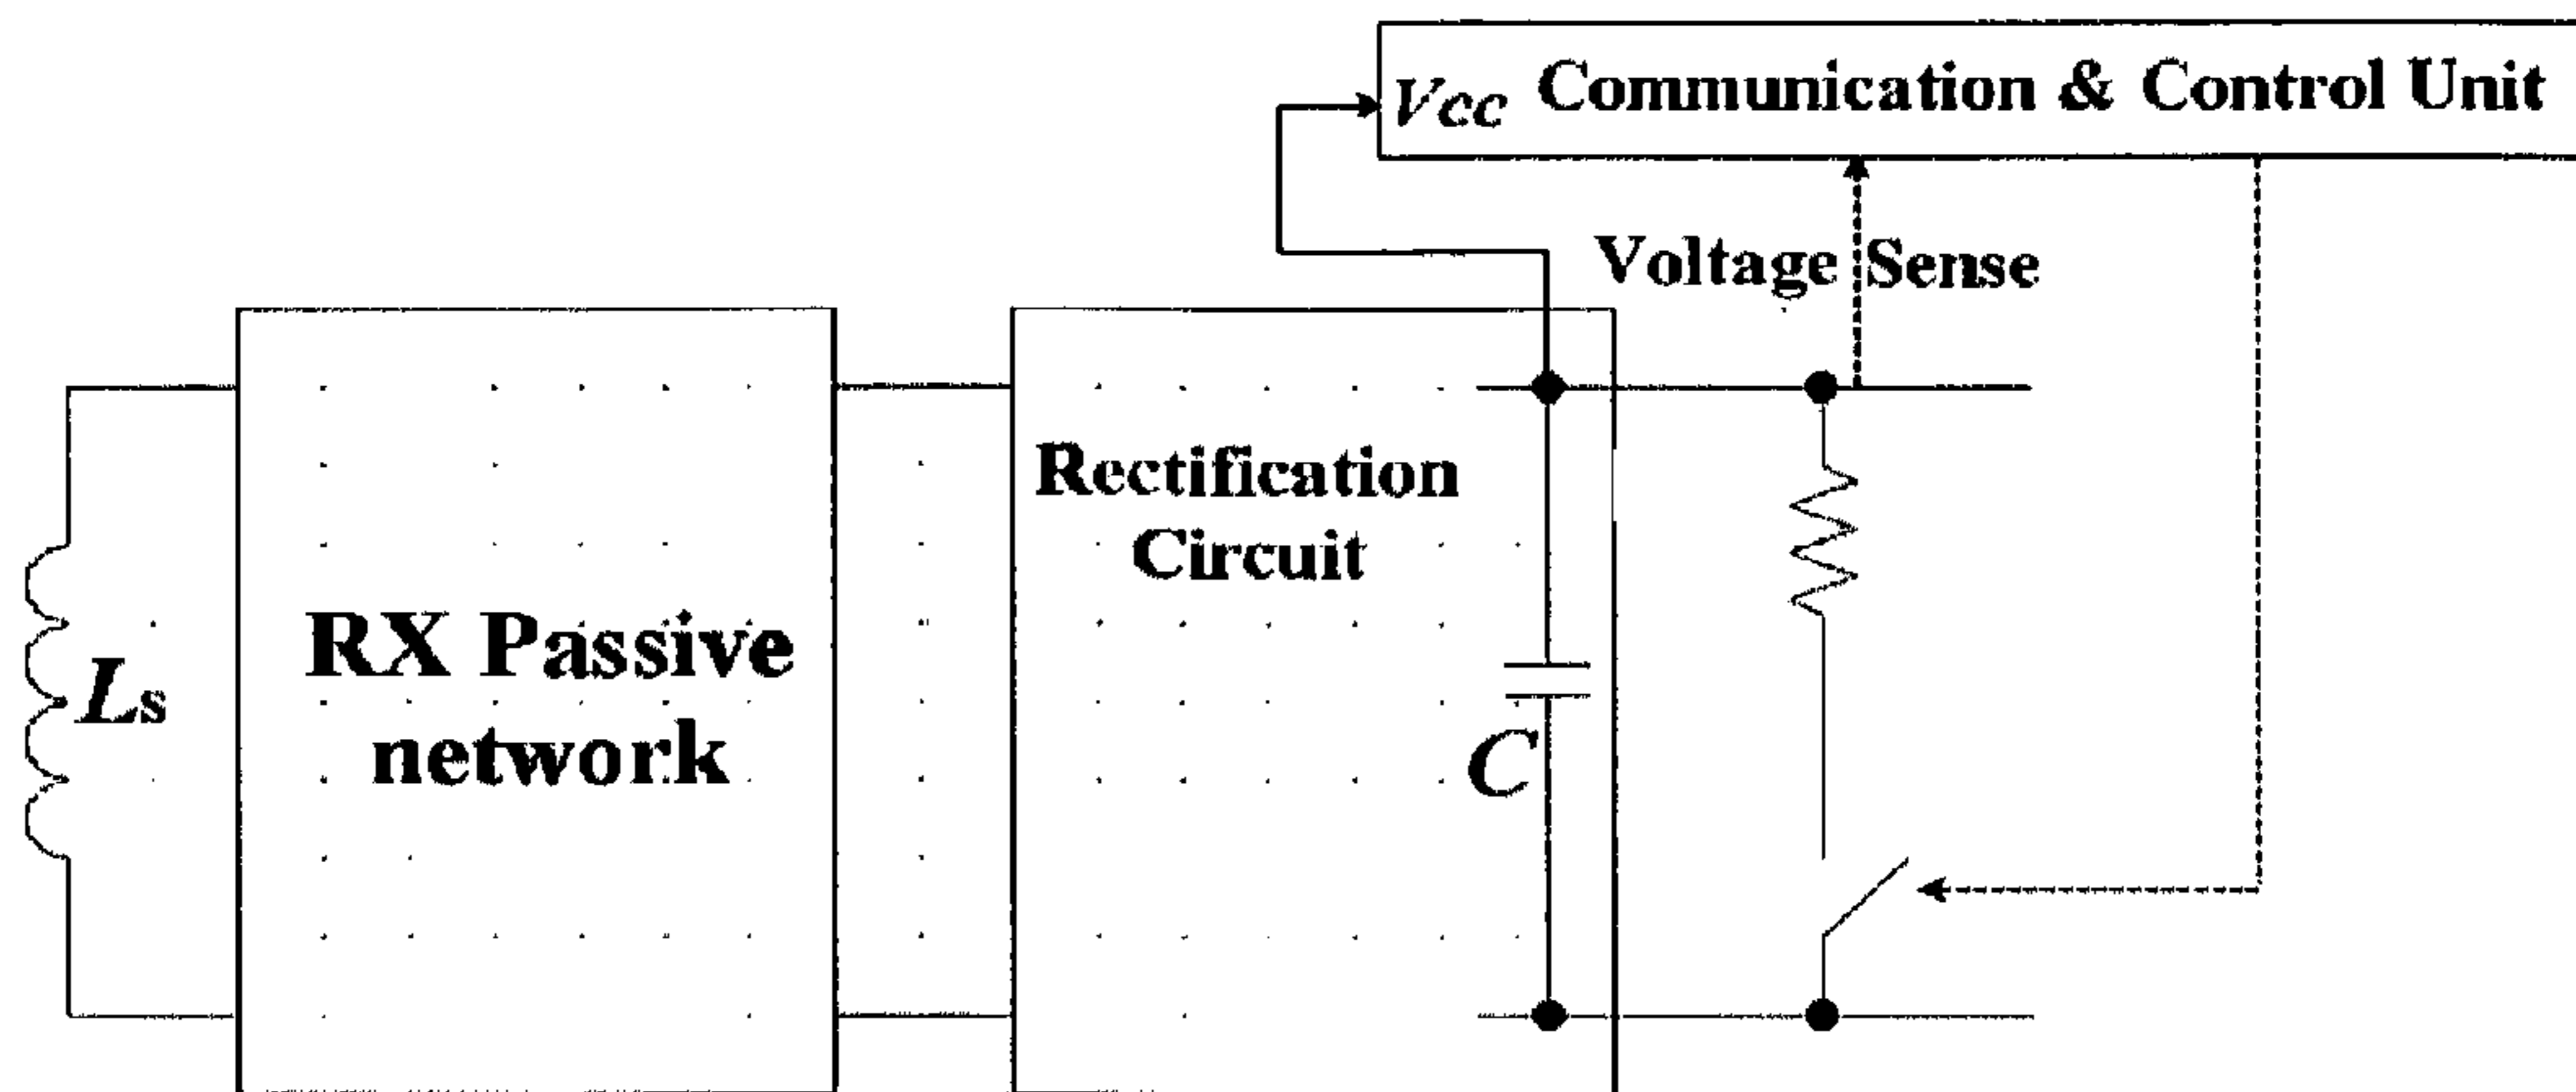 Vcc Communication & Control Unit
Voltage Sense
Rectification
Circuit
RX Passive
network
Ls
C